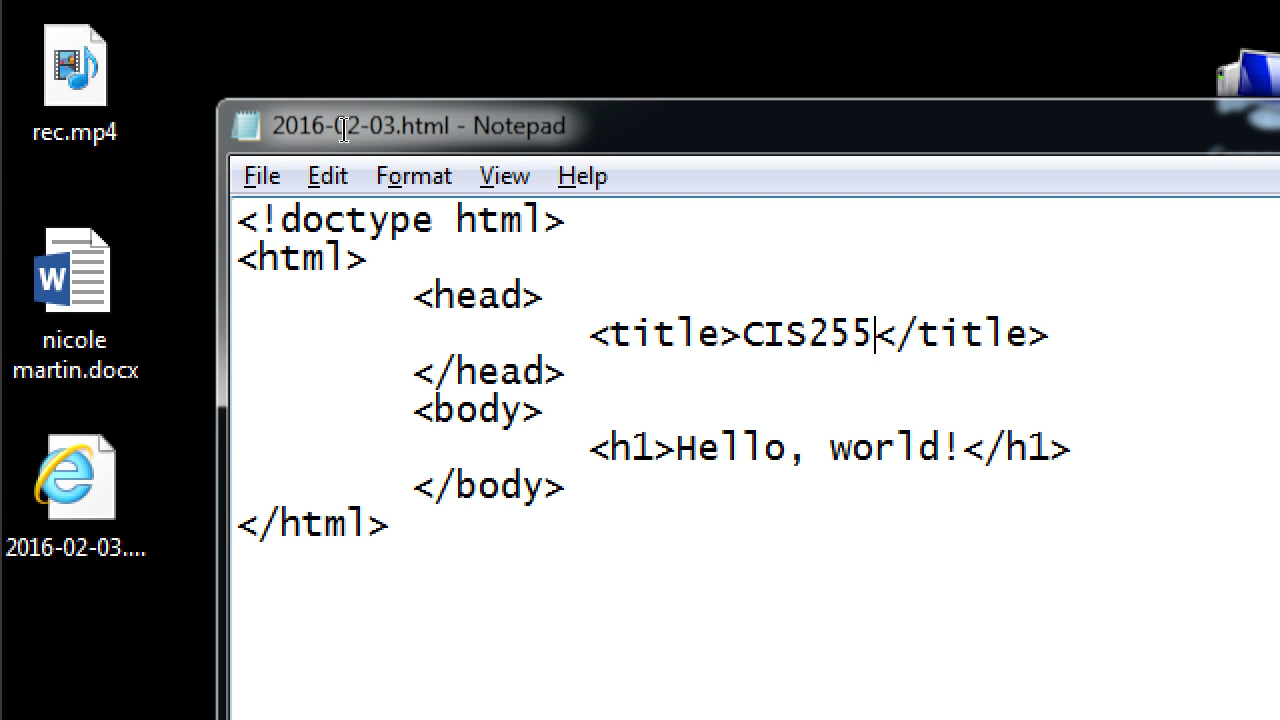 rec.mp4
nicole
martin.docx
2016-02-03....
2016-02-03.html - Notepad
File Edit Format View Help
<!doctype html>
<html>
<head>
<title>CIS255</title>
</head>
<body>
<h1>Hello, world!</h1>
</body>
</html>